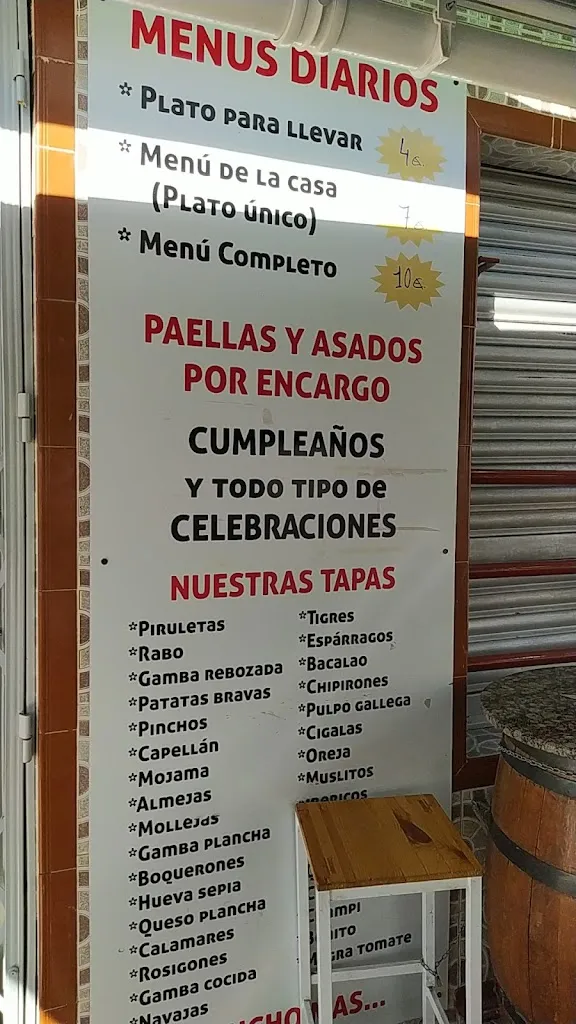 MENUS DIARIOS
* Plato para llevar 4€.
* Menú de la casa
(Plato único) 7€
* Menú Completo 10€.
PAELLAS Y ASADOS
POR ENCARGO
CUMPLEAÑOS
Y TODO TIPO DE
CELEBRACIONES
NUESTRAS TAPAS
*Piruletas
*Rabo
*Gamba rebozada
*Patatas bravas
*Pinchos
*Capellán
*Mojama
*Almejas
*Mollejas
*Gamba plancha
*Boquerones
*Hueva sepia
*Queso plancha
*Calamares
*Rosigones
*Gamba cocida
*Navajas
*Tigres
*Espárragos
*Bacalao
*Chipirones
*Pulpo gallega
*Cigalas
*Oreja
*Muslitos
tomate